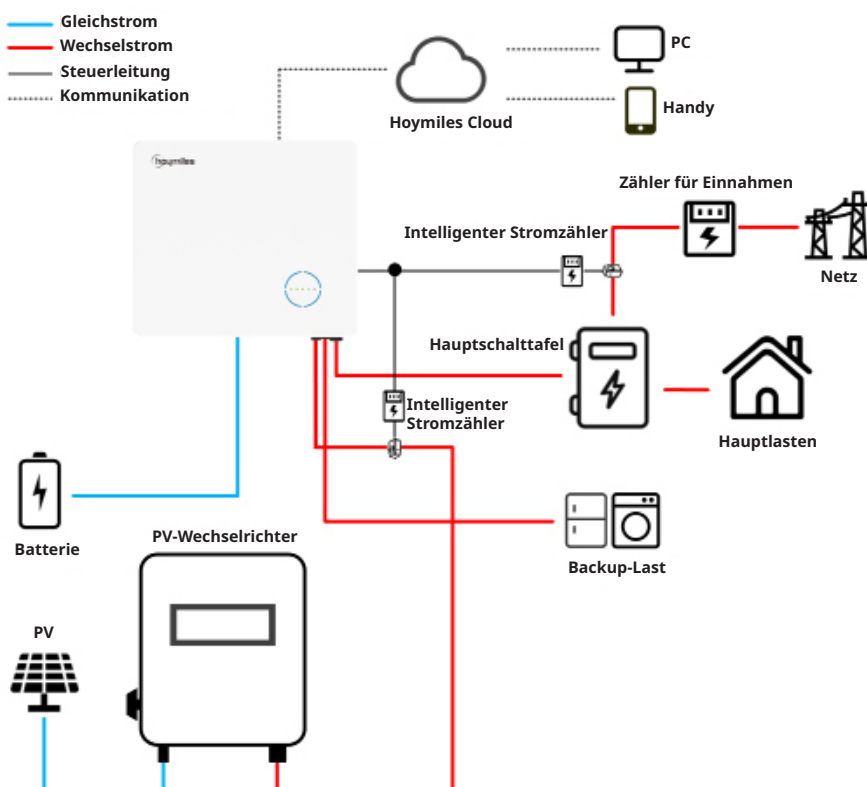 Gleichstrom
Wechselstrom
Steuerleitung
Kommunikation
Hoymiles Cloud
PC
Handy
hoymiles
Zähler für Einnahmen
Intelligenter Stromzähler
Netz
Hauptschalttafel
Intelligenter
Stromzähler
Hauptlasten
Batterie
PV-Wechselrichter
Backup-Last
PV